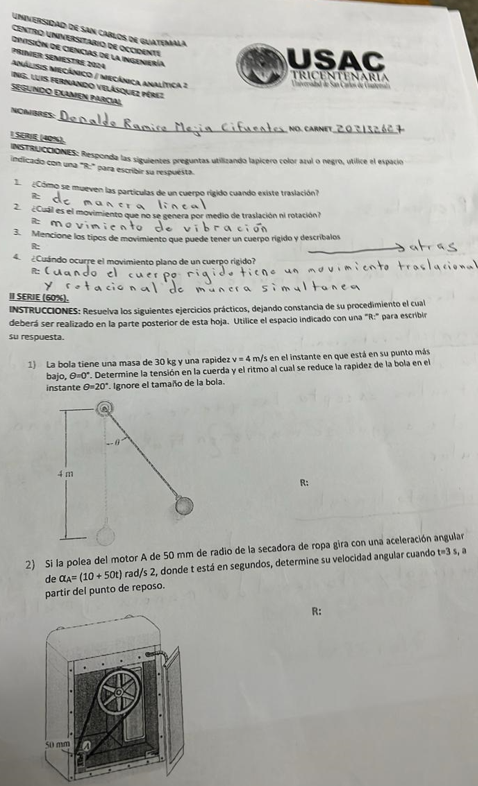 UNIVERSIDAD DE SAN CARLOS DE GUATEMALA
CENTRO UNIVERSITARIO DE OCCIDENTE
DIVISIÓN DE CIENCIAS DE LA INGENIERÍA
PRIMER SEMESTRE 2024
ANÁLISIS MECÁNICO / MECÁNICA ANALÍTICA 2
ING. LUIS FERNANDO VELÁSQUEZ PÉREZ
SEGUNDO EXAMEN PARCIAL
USAC
TRICENTENARIA
Universidad de San Carlos de Guatemala
NOMBRES: Donaldo Ramiro Mejia Cifuentes NO. CARNET 202132627
I SERIE (40%).
INSTRUCCIONES: Responda las siguientes preguntas utilizando lapicero color azul o negro, utilice el espacio
indicado con una "R:" para escribir su respuesta.
1. ¿Cómo se mueven las partículas de un cuerpo rígido cuando existe traslación?
R: de manera lineal
2. ¿Cuál es el movimiento que no se genera por medio de traslación ni rotación?
R: movimiento de vibración
3. Mencione los tipos de movimiento que puede tener un cuerpo rígido y descríbalos
R: atras
4. ¿Cuándo ocurre el movimiento plano de un cuerpo rígido?
R: Cuando el cuerpo rigido tiene un movimiento traslacional
y rotacional de manera simultanea
II SERIE (60%).
INSTRUCCIONES: Resuelva los siguientes ejercicios prácticos, dejando constancia de su procedimiento el cual
deberá ser realizado en la parte posterior de esta hoja. Utilice el espacio indicado con una "R:" para escribir
su respuesta.
1) La bola tiene una masa de 30 kg y una rapidez v = 4 m/s en el instante en que está en su punto más
bajo, θ=0°. Determine la tensión en la cuerda y el ritmo al cual se reduce la rapidez de la bola en el
instante θ=20°. Ignore el tamaño de la bola.
θ
4 m
R:
2) Si la polea del motor A de 50 mm de radio de la secadora de ropa gira con una aceleración angular
de αA= (10 + 50t) rad/s 2, donde t está en segundos, determine su velocidad angular cuando t=3 s, a
partir del punto de reposo.
R:
50 mm
A